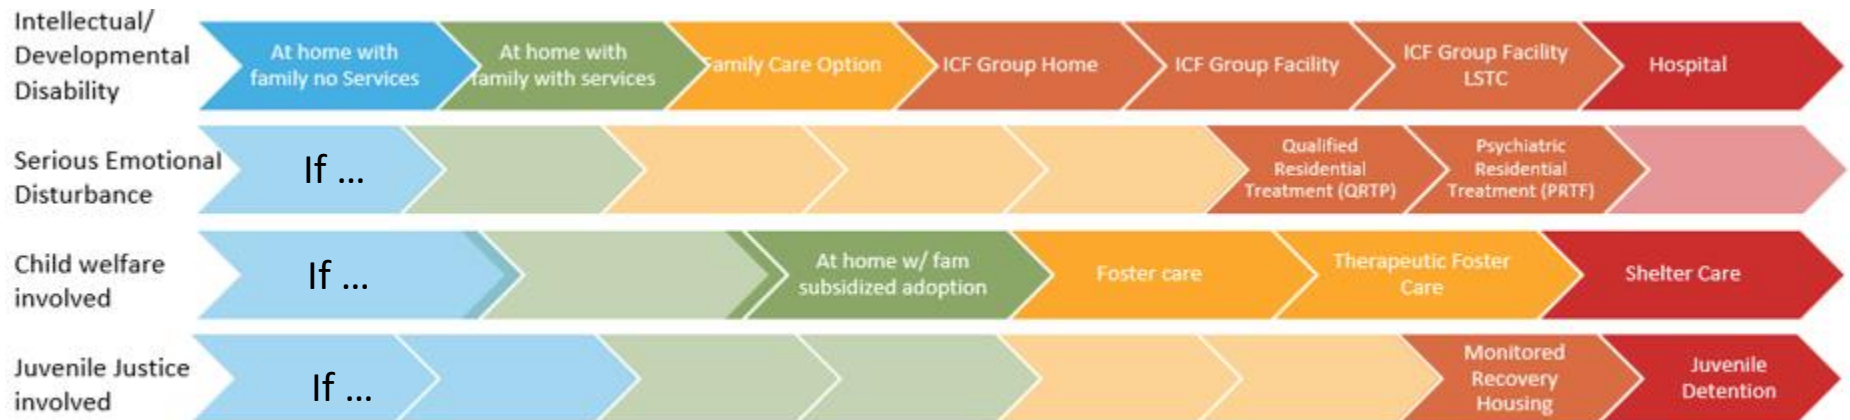 Intellectual/
Developmental
Disability
At home with
family no Services
At home with
family with services
Family Care Option
ICF Group Home
ICF Group Facility
ICF Group Facility
LSTC
Hospital
Serious Emotional
Disturbance
If ...
Qualified
Residential
Treatment (QRTP)
Psychiatric
Residential
Treatment (PRTF)
Child welfare
involved
If ...
At home w/ fam
subsidized adoption
Foster care
Therapeutic Foster
Care
Shelter Care
Juvenile Justice
involved
If ...
Monitored
Recovery
Housing
Juvenile
Detention